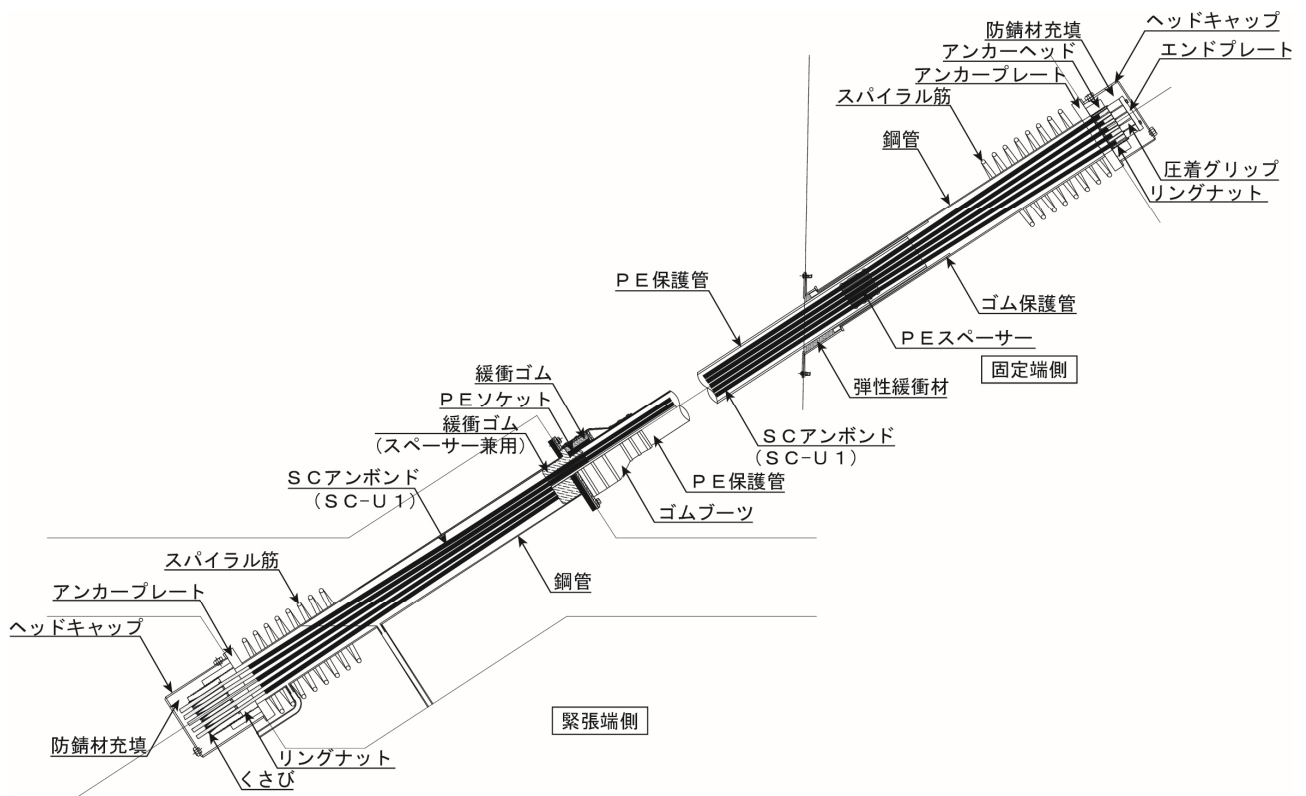 ヘッドキャップ
防錆材充填
アンカーヘッド
エンドプレート
アンカープレート
スパイラル筋
鋼管
圧着グリップ
リングナット
PE保護管
ゴム保護管
PEスペーサー
固定端側
弾性緩衝材
緩衝ゴム
PEソケット
緩衝ゴム
(スペーサー兼用)
SCアンボンド
(SC-U1)
SCアンボンド
(SC-U1)
PE保護管
ゴムブーツ
スパイラル筋
鋼管
アンカープレート
ヘッドキャップ
緊張端側
防錆材充填
リングナット
くさび